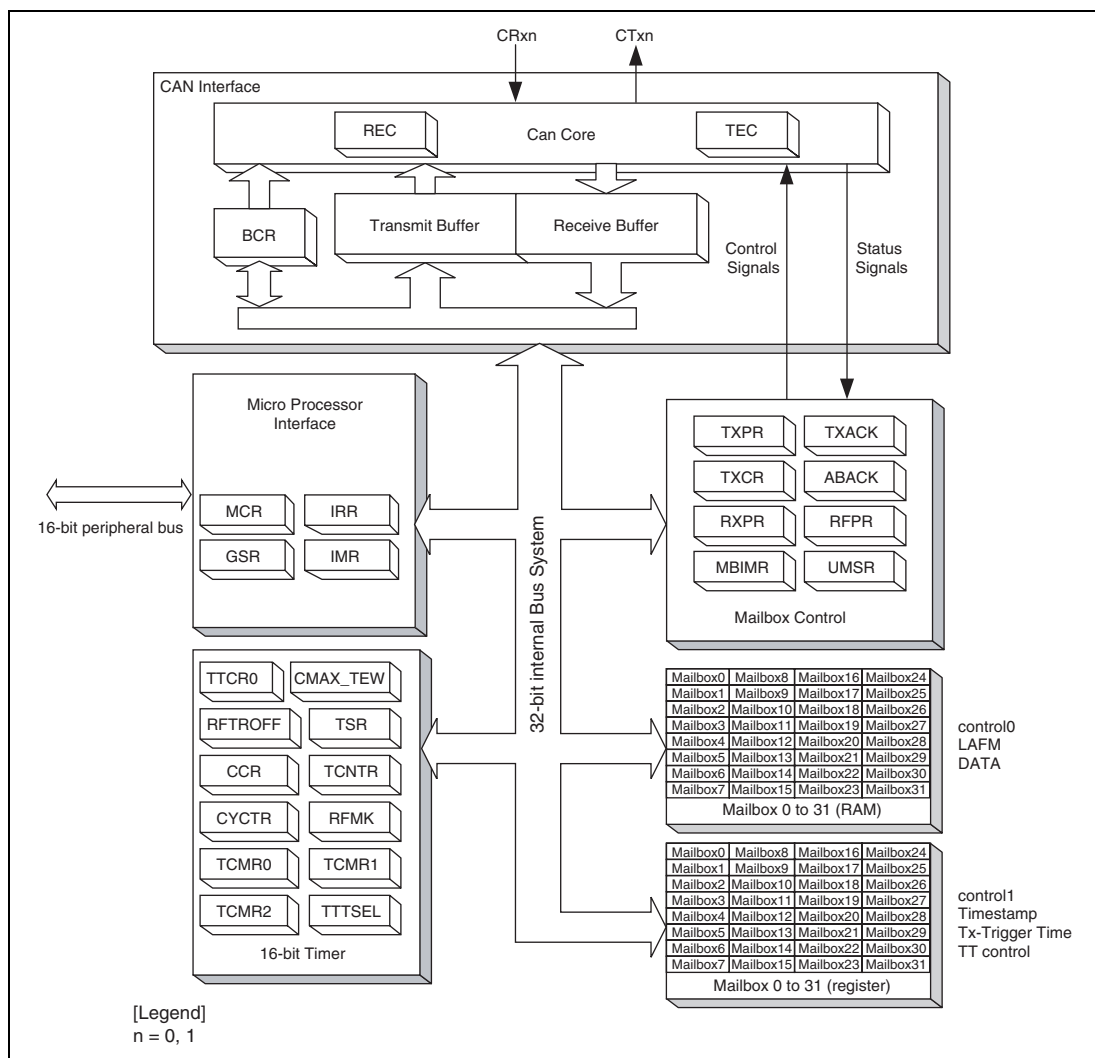 CRxn
CTxn
CAN Interface
REC
Can Core
TEC
BCR
Transmit Buffer
Receive Buffer
Control
Signals
Status
Signals
Micro Processor
Interface
MCR
IRR
GSR
IMR
16-bit peripheral bus
32-bit internal Bus System
TXPR
TXACK
TXCR
ABACK
RXPR
RFPR
MBIMR
UMSR
Mailbox Control
TTCR0
CMAX_TEW
RFTROFF
TSR
CCR
TCNTR
CYCTR
RFMK
TCMR0
TCMR1
TCMR2
TTTSEL
16-bit Timer
Mailbox0 Mailbox8 Mailbox16 Mailbox24
Mailbox1 Mailbox9 Mailbox17 Mailbox25
Mailbox2 Mailbox10 Mailbox18 Mailbox26
Mailbox3 Mailbox11 Mailbox19 Mailbox27
Mailbox4 Mailbox12 Mailbox20 Mailbox28
Mailbox5 Mailbox13 Mailbox21 Mailbox29
Mailbox6 Mailbox14 Mailbox22 Mailbox30
Mailbox7 Mailbox15 Mailbox23 Mailbox31
Mailbox 0 to 31 (RAM)
control0
LAFM
DATA
Mailbox0 Mailbox8 Mailbox16 Mailbox24
Mailbox1 Mailbox9 Mailbox17 Mailbox25
Mailbox2 Mailbox10 Mailbox18 Mailbox26
Mailbox3 Mailbox11 Mailbox19 Mailbox27
Mailbox4 Mailbox12 Mailbox20 Mailbox28
Mailbox5 Mailbox13 Mailbox21 Mailbox29
Mailbox6 Mailbox14 Mailbox22 Mailbox30
Mailbox7 Mailbox15 Mailbox23 Mailbox31
Mailbox 0 to 31 (register)
control1
Timestamp
Tx-Trigger Time
TT control
[Legend]
n = 0, 1